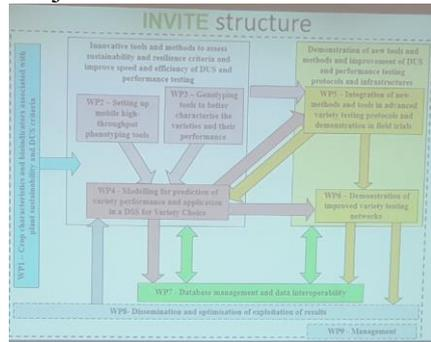 INVITE structure
Innovative tools and methods to assess
sustainability and resilience criteria and
improve speed and efficiency of DUS and
performance testing
Demonstration of new tools and
methods and improvement of DUS
and performance testing
protocols and infrastructures
WP1 – Crop characteristics and bioindicators associated with
plant sustainability and DUS criteria
WP2 – Setting up
mobile high-
throughput
phenotyping tools
WP3 – Genotyping
tools to better
characterise the
varieties and their
performance
WP5 – Integration of new
methods and tools in advanced
variety testing protocols and
demonstration in field trials
WP4 – Modelling for prediction of
variety performance and application
in a DSS for Variety Choice
WP6 – Demonstration of
improved variety testing
networks
WP7 - Database management and data interoperability
WP8- Dissemination and optimisation of exploitation of results
WP9 - Management